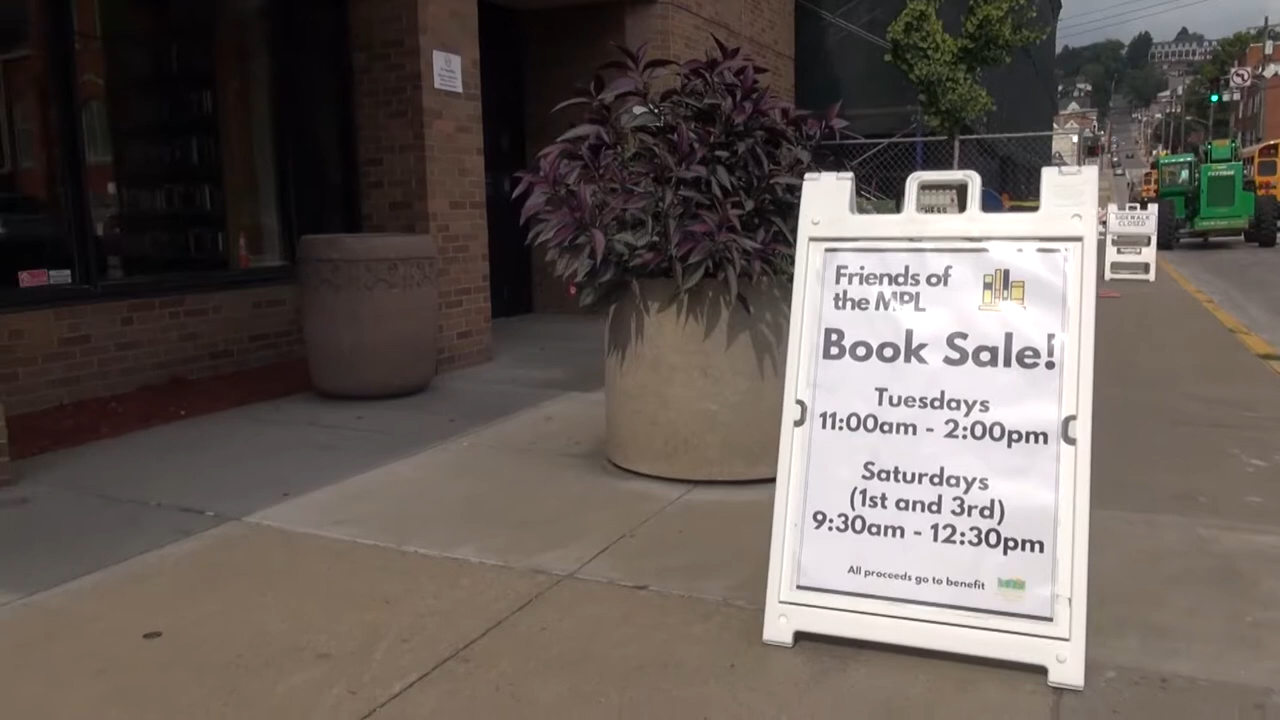 Friends of
the MPL
Book Sale!
Tuesdays
11:00am - 2:00pm
Saturdays
(1st and 3rd)
9:30am - 12:30pm
All proceeds go to benefit
SIDEWALK
CLOSED